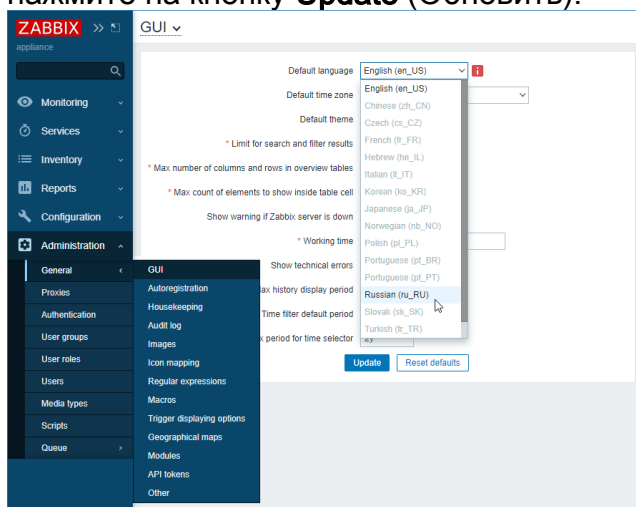 нажмите на кнопку Update (Обновить).
ZABBIX
appliance
GUI
Monitoring
Services
Inventory
Reports
Configuration
Administration
General
Proxies
Authentication
User groups
User roles
Users
Media types
Scripts
Queue
GUI
Autoregistration
Housekeeping
Audit log
Images
Icon mapping
Regular expressions
Macros
Trigger displaying options
Geographical maps
Modules
API tokens
Other
Default language English (en_US) i
Default time zone
Default theme
* Limit for search and filter results
* Max number of columns and rows in overview tables
* Max count of elements to show inside table cell
Show warning if Zabbix server is down
* Working time
Show technical errors
history display period
Time filter default period
period for time selector 2y
English (en_US)
Chinese (zh_CN)
Czech (cs_CZ)
French (fr_FR)
Hebrew (he_IL)
Italian (it_IT)
Korean (ko_KR)
Japanese (ja_JP)
Norwegian (nb_NO)
Polish (pl_PL)
Portuguese (pt_BR)
Portuguese (pt_PT)
Russian (ru_RU)
Slovak (sk_SK)
Turkish (tr_TR)
Update Reset defaults